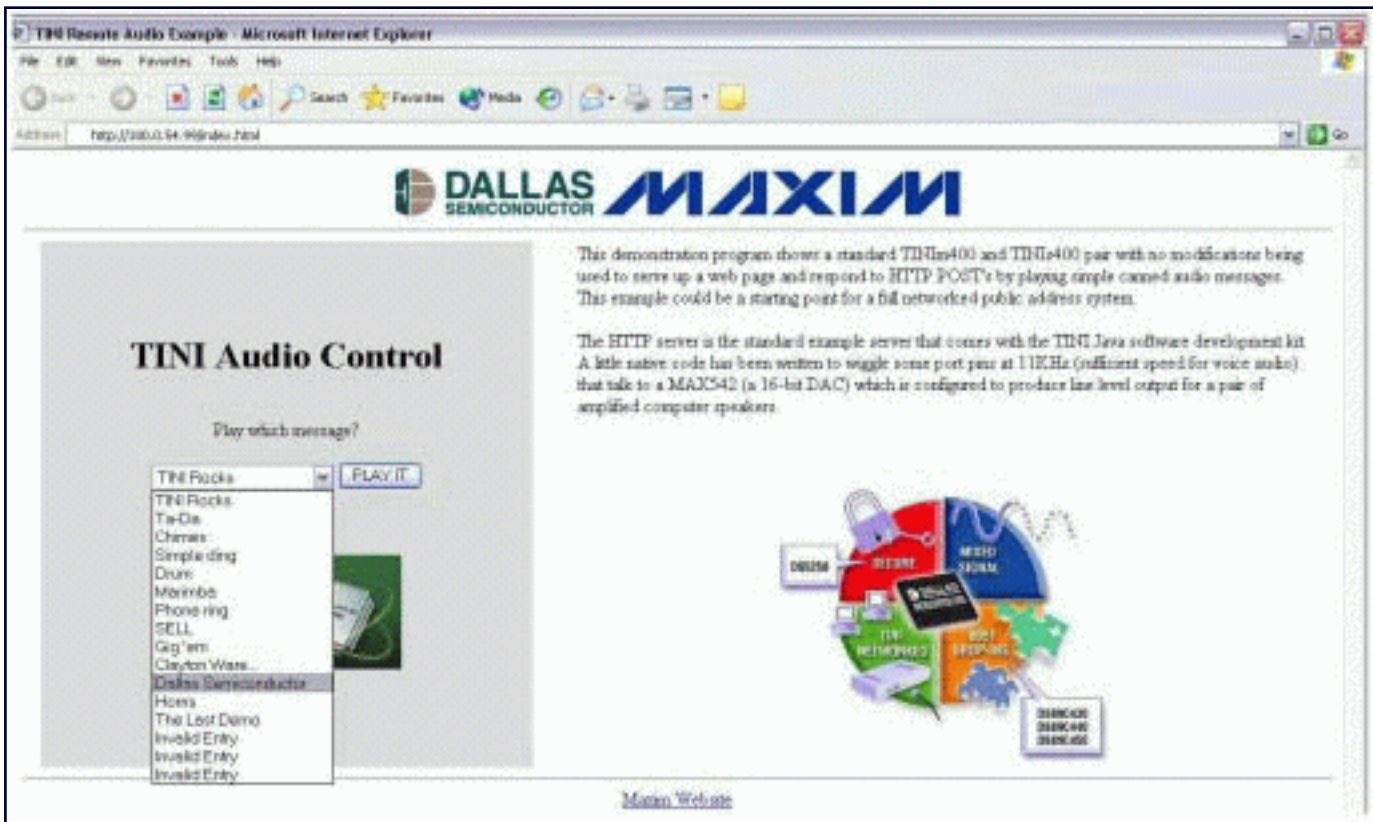 TINI Remote Audio Example - Microsoft Internet Explorer
File Edit View Favorites Tools Help
Back Search Favorites Media
Address Go
DALLAS
SEMICONDUCTOR
MAXIM
TINI Audio Control
Play which message?
TINI Rocks PLAY IT
TINI Rocks
Ta-Da
Chimes
Simple ding
Drum
Marimba
Phone ring
SELL
Gig 'em
Clayton Ware...
Dallas Semiconductor
Horns
The Last Demo
Invalid Entry
Invalid Entry
Invalid Entry
This demonstration program shows a standard TINIm400 and TINIs400 pair with no modifications being
used to serve up a web page and respond to HTTP POST's by playing simple canned audio messages.
This example could be a starting point for a full networked public address system.
The HTTP server is the standard example server that comes with the TINI Java software development kit.
A little native code has been written to wiggle some port pins at 11KHz (sufficient speed for voice audio)
that talk to a MAX542 (a 16-bit DAC) which is configured to produce line level output for a pair of
amplified computer speakers.
SECURE
MIXED
SIGNAL
NETWORKED
DROP-INS
Maxim Website